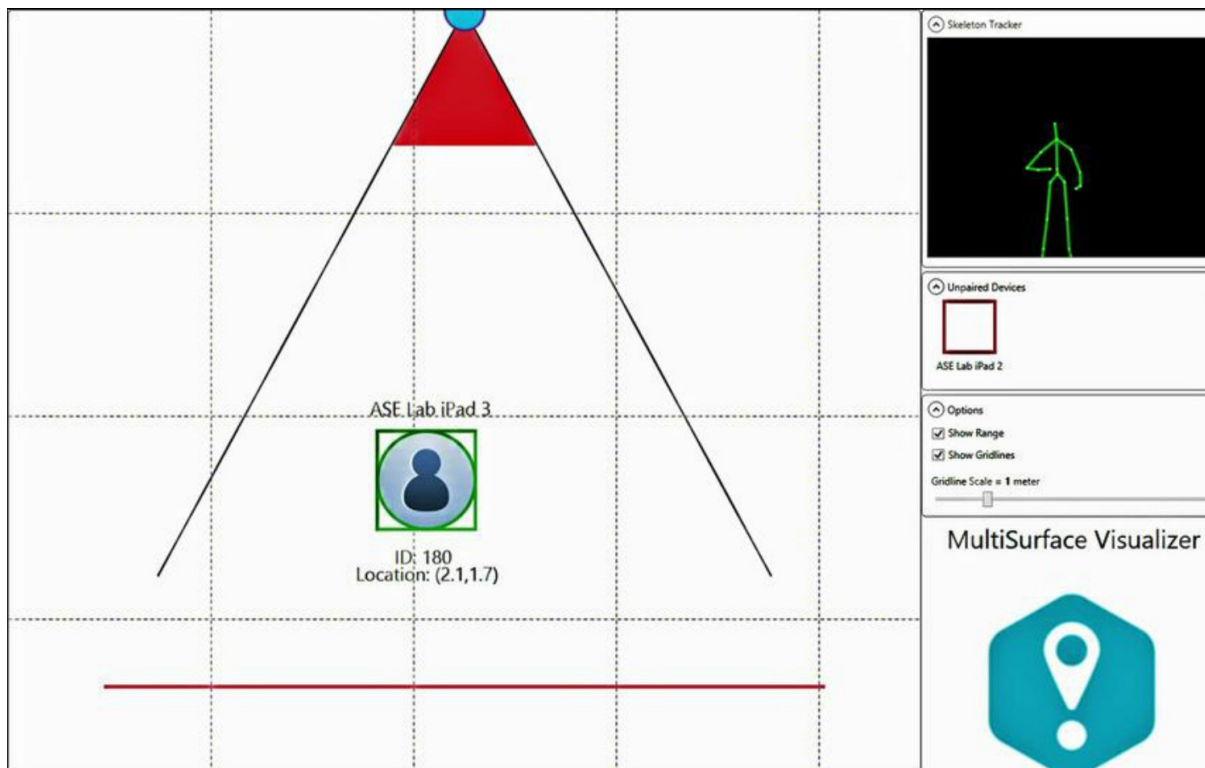 ASE Lab iPad 3
ID: 180
Location: (2.1,1.7)
Skeleton Tracker
Unpaired Devices
ASE Lab iPad 2
Options
Show Range
Show Gridlines
Gridline Scale = 1 meter
MultiSurface Visualizer